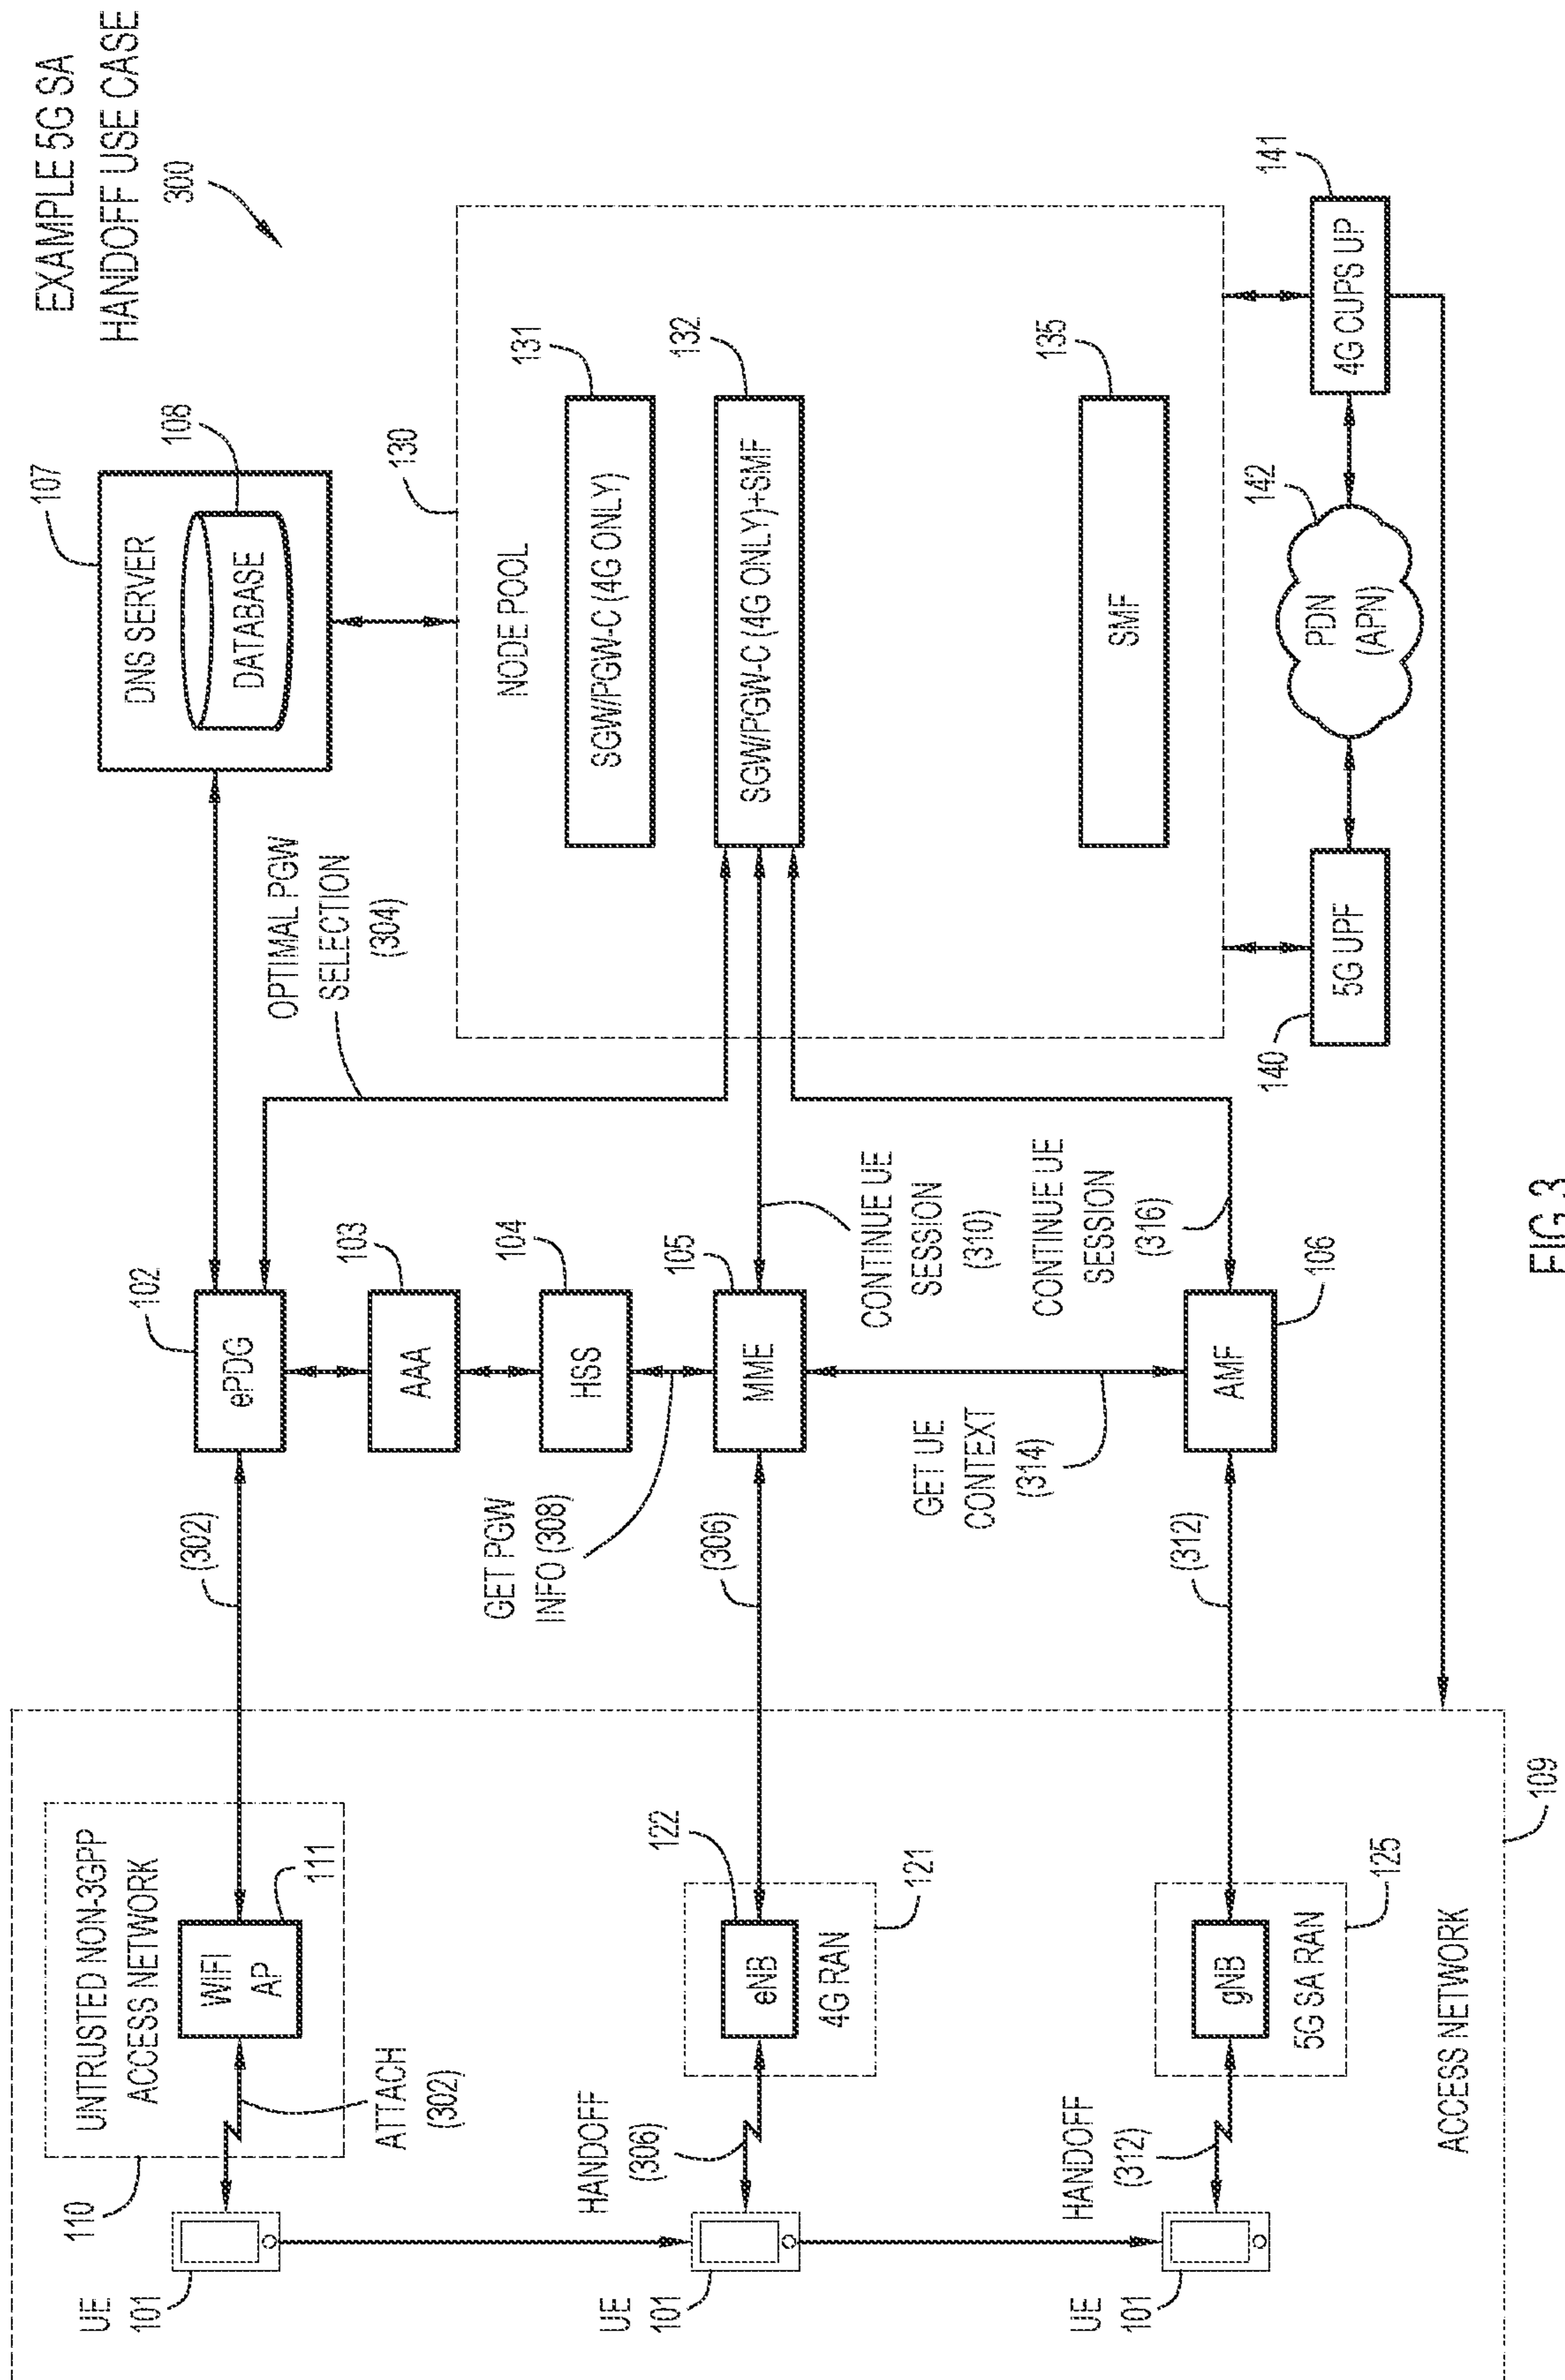 EXAMPLE 5G SA
HANDOFF USE CASE
300
107
DNS SERVER
108
DATABASE
102
ePDG
OPTIMAL PGW
SELECTION
(304)
130
NODE POOL
131
SGW/PGW-C (4G ONLY)
132
SGW/PGW-C (4G ONLY)+SMF
135
SMF
103
AAA
104
HSS
105
MME
GET PGW
INFO (308)
CONTINUE UE
SESSION
(310)
CONTINUE UE
SESSION
(316)
GET UE
CONTEXT
(314)
106
AMF
(302)
(306)
(312)
110
UNTRUSTED NON-3GPP
ACCESS NETWORK
WIFI
AP
111
ATTACH
(302)
UE
101
HANDOFF
(306)
UE
101
eNB
122
4G RAN
121
HANDOFF
(312)
UE
101
gNB
5G SA RAN
125
ACCESS NETWORK
109
140
5G UPF
142
PDN
(APN)
141
4G CUPS UP
FIG.3